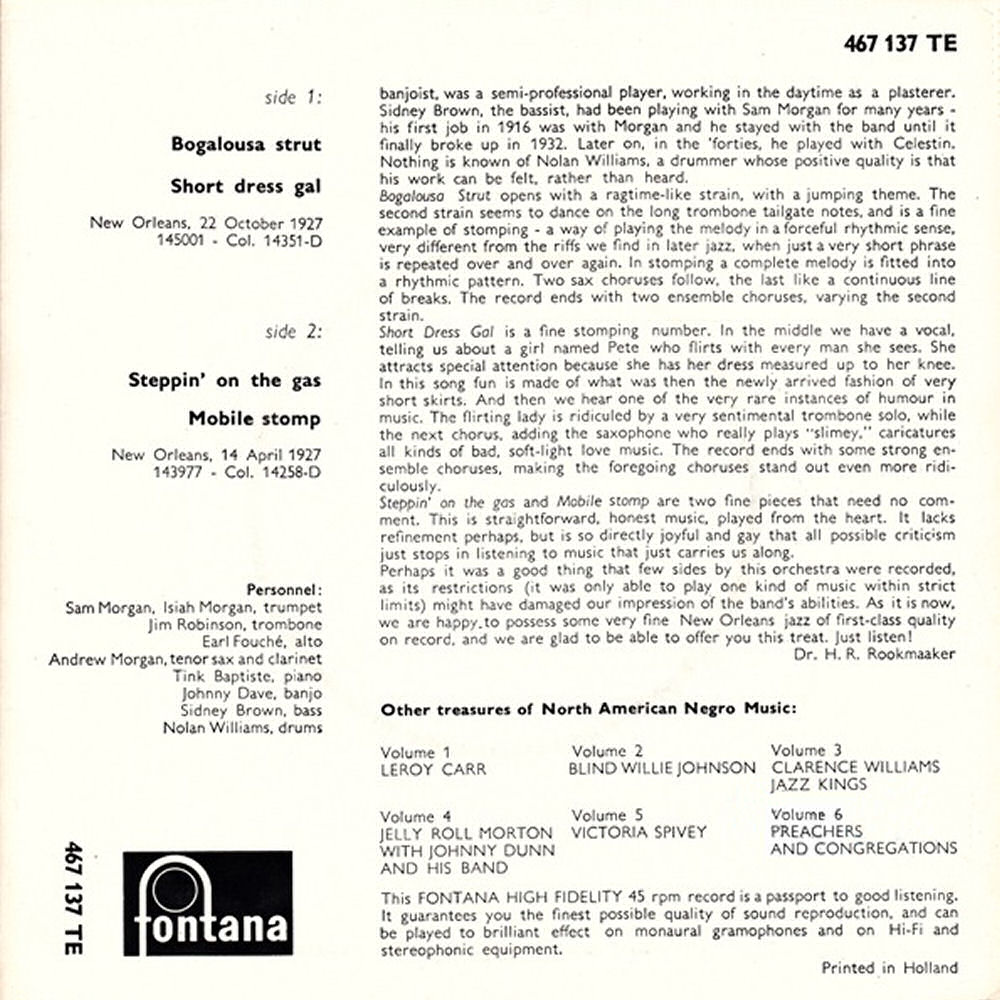 467 137 TE
side 1:
Bogalousa strut
Short dress gal
New Orleans, 22 October 1927
145001 - Col. 14351-D
side 2:
Steppin' on the gas
Mobile stomp
New Orleans, 14 April 1927
143977 - Col. 14258-D
Personnel:
Sam Morgan, Isiah Morgan, trumpet
Jim Robinson, trombone
Earl Fouché, alto
Andrew Morgan, tenor sax and clarinet
Tink Baptiste, piano
Johnny Dave, banjo
Sidney Brown, bass
Nolan Williams, drums
467 137 TE
fontana
banjoist, was a semi-professional player, working in the daytime as a plasterer.
Sidney Brown, the bassist, had been playing with Sam Morgan for many years -
his first job in 1916 was with Morgan and he stayed with the band until it
finally broke up in 1932. Later on, in the 'forties, he played with Celestin.
Nothing is known of Nolan Williams, a drummer whose positive quality is that
his work can be felt, rather than heard.
Bogalousa Strut opens with a ragtime-like strain, with a jumping theme. The
second strain seems to dance on the long trombone tailgate notes, and is a fine
example of stomping - a way of playing the melody in a forceful rhythmic sense,
very different from the riffs we find in later jazz, when just a very short phrase
is repeated over and over again. In stomping a complete melody is fitted into
a rhythmic pattern. Two sax choruses follow, the last like a continuous line
of breaks. The record ends with two ensemble choruses, varying the second
strain.
Short Dress Gal is a fine stomping number. In the middle we have a vocal,
telling us about a girl named Pete who flirts with every man she sees. She
attracts special attention because she has her dress measured up to her knee.
In this song fun is made of what was then the newly arrived fashion of very
short skirts. And then we hear one of the very rare instances of humour in
music. The flirting lady is ridiculed by a very sentimental trombone solo, while
the next chorus, adding the saxophone who really plays "slimey," caricatures
all kinds of bad, soft-light love music. The record ends with some strong en-
semble choruses, making the foregoing choruses stand out even more ridi-
culously.
Steppin' on the gas and Mobile stomp are two fine pieces that need no com-
ment. This is straightforward, honest music, played from the heart. It lacks
refinement perhaps, but is so directly joyful and gay that all possible criticism
just stops in listening to music that just carries us along.
Perhaps it was a good thing that few sides by this orchestra were recorded,
as its restrictions (it was only able to play one kind of music within strict
limits) might have damaged our impression of the band's abilities. As it is now,
we are happy to possess some very fine New Orleans jazz of first-class quality
on record, and we are glad to be able to offer you this treat. Just listen!
Dr. H. R. Rookmaaker
Other treasures of North American Negro Music:
Volume 1
LEROY CARR
Volume 2
BLIND WILLIE JOHNSON
Volume 3
CLARENCE WILLIAMS
JAZZ KINGS
Volume 4
JELLY ROLL MORTON
WITH JOHNNY DUNN
AND HIS BAND
Volume 5
VICTORIA SPIVEY
Volume 6
PREACHERS
AND CONGREGATIONS
This FONTANA HIGH FIDELITY 45 rpm record is a passport to good listening.
It guarantees you the finest possible quality of sound reproduction, and can
be played to brilliant effect on monaural gramophones and on Hi-Fi and
stereophonic equipment.
Printed in Holland